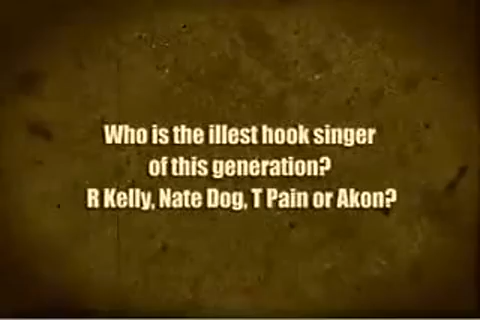 Who is the illest hook singer
of this generation?
R Kelly, Nate Dog, T Pain or Akon?